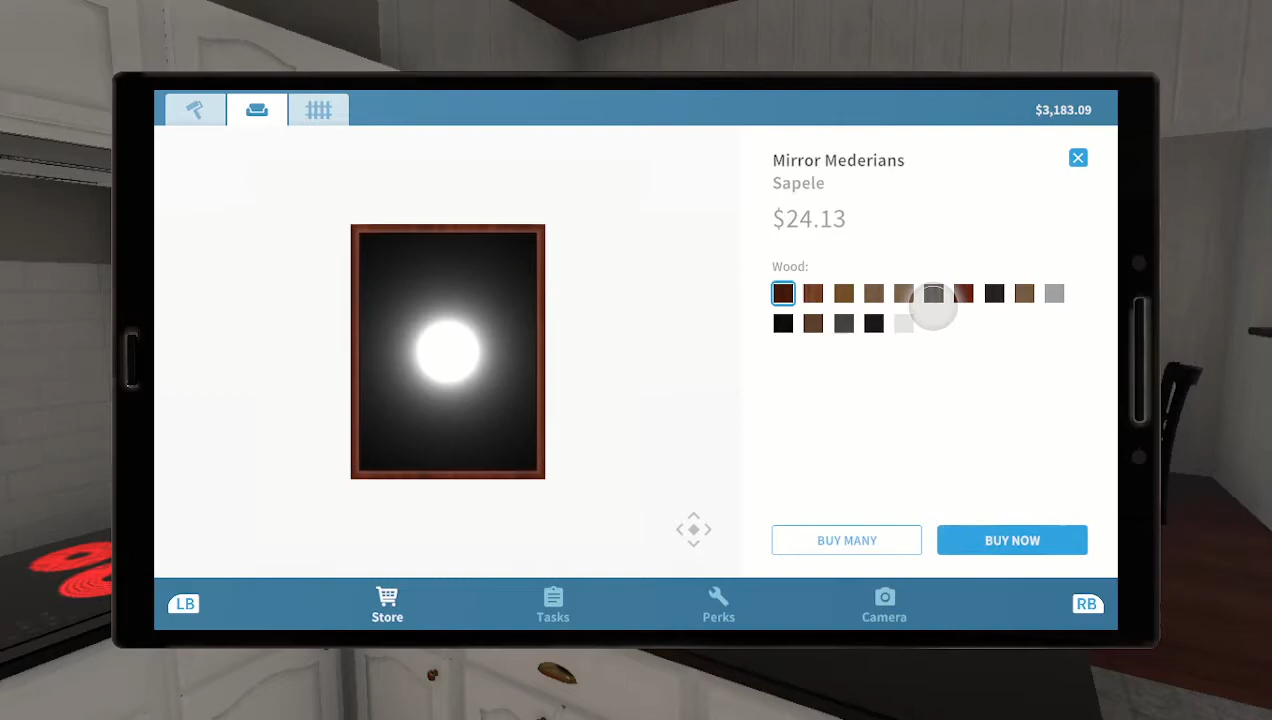 $3,183.09
Mirror Mederians
Sapele
$24.13
Wood:
BUY MANY
BUY NOW
LB
Store
Tasks
Perks
Camera
RB